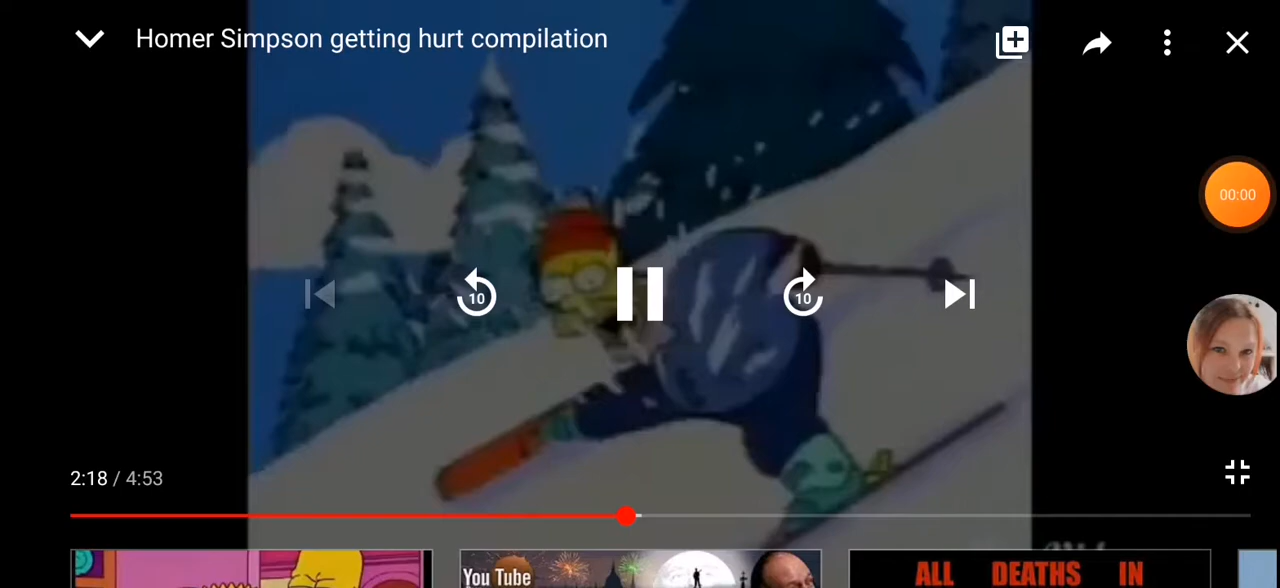 Homer Simpson getting hurt compilation
00:00
10
10
2:18 / 4:53
You Tube
ALL DEATHS IN